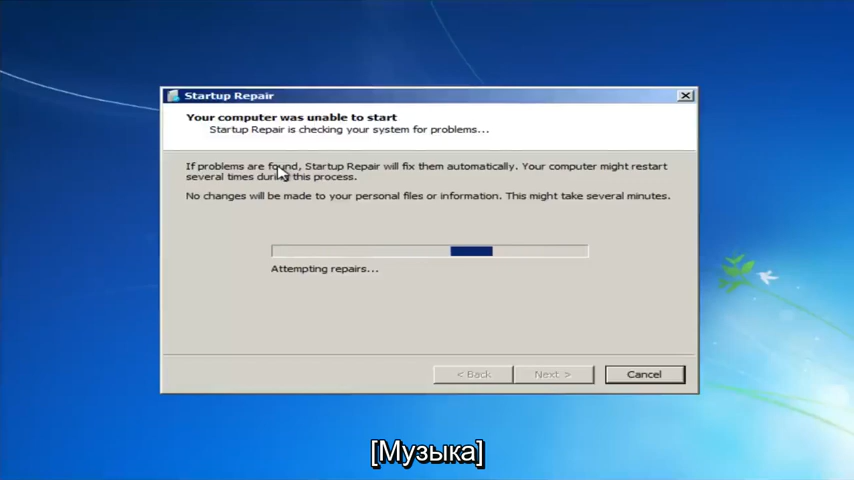 Startup Repair
Your computer was unable to start
Startup Repair is checking your system for problems...
If problems are found, Startup Repair will fix them automatically. Your computer might restart
several times during this process.
No changes will be made to your personal files or information. This might take several minutes.
Attempting repairs...
< Back
Next >
Cancel
[Музыка]